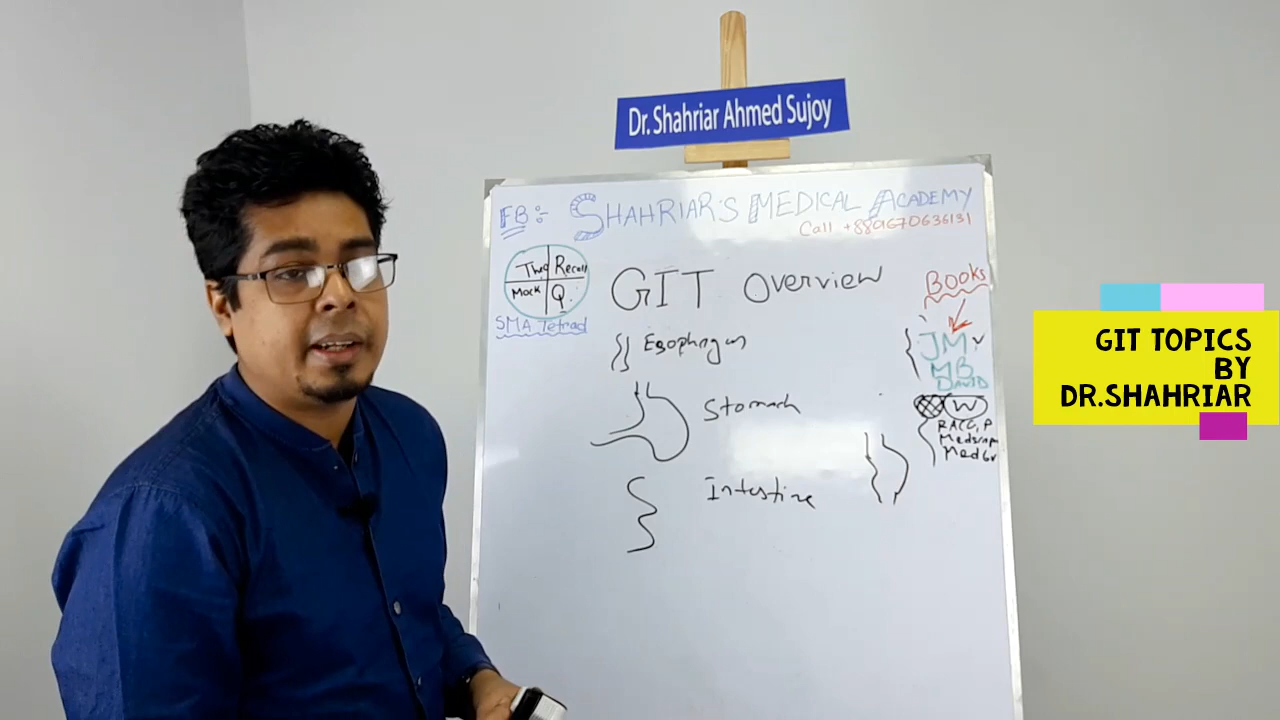 Dr. Shahriar Ahmed Sujoy
FB:- SHAHRIAR'S MEDICAL ACADEMY
Call +8801670636131
Recall
Mock Q.
SMA Tetrad
GIT Overview
Books
Esophagus
JM
MB
DAVID
Stomach
W
RACGP
Intestine
GIT TOPICS
BY
DR.SHAHRIAR